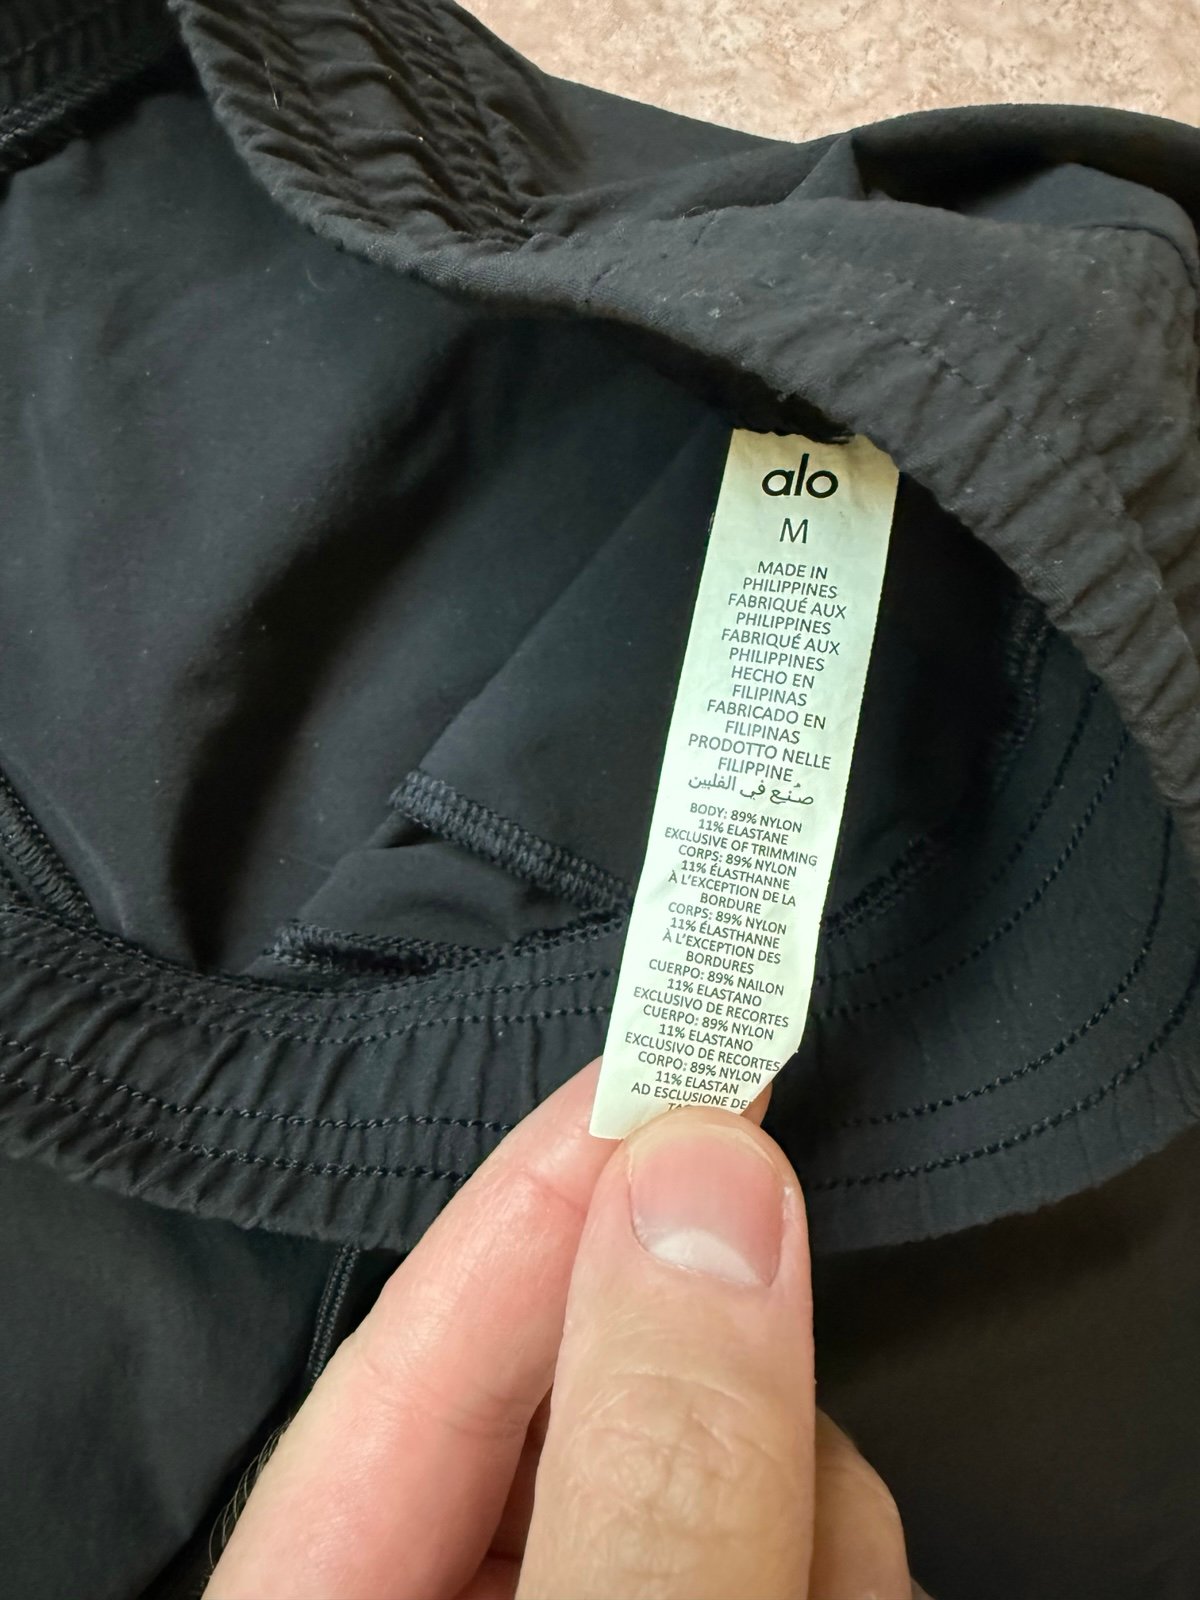 alo
M
MADE IN
PHILIPPINES
FABRIQUÉ AUX
PHILIPPINES
FABRIQUÉ AUX
PHILIPPINES
HECHO EN
FILIPINAS
FABRICADO EN
FILIPINAS
PRODOTTO NELLE
FILIPPINE
صُنع في الفلبين
BODY: 89% NYLON
11% ELASTANE
EXCLUSIVE OF TRIMMING
CORPS: 89% NYLON
11% ÉLASTHANNE
À L'EXCEPTION DE LA
BORDURE
CORPS: 89% NYLON
11% ÉLASTHANNE
À L'EXCEPTION DES
BORDURES
CUERPO: 89% NAILON
11% ELASTANO
EXCLUSIVO DE RECORTES
CUERPO: 89% NYLON
11% ELASTANO
EXCLUSIVO DE RECORTES
CORPO: 89% NYLON
11% ELASTAN
AD ESCLUSIONE